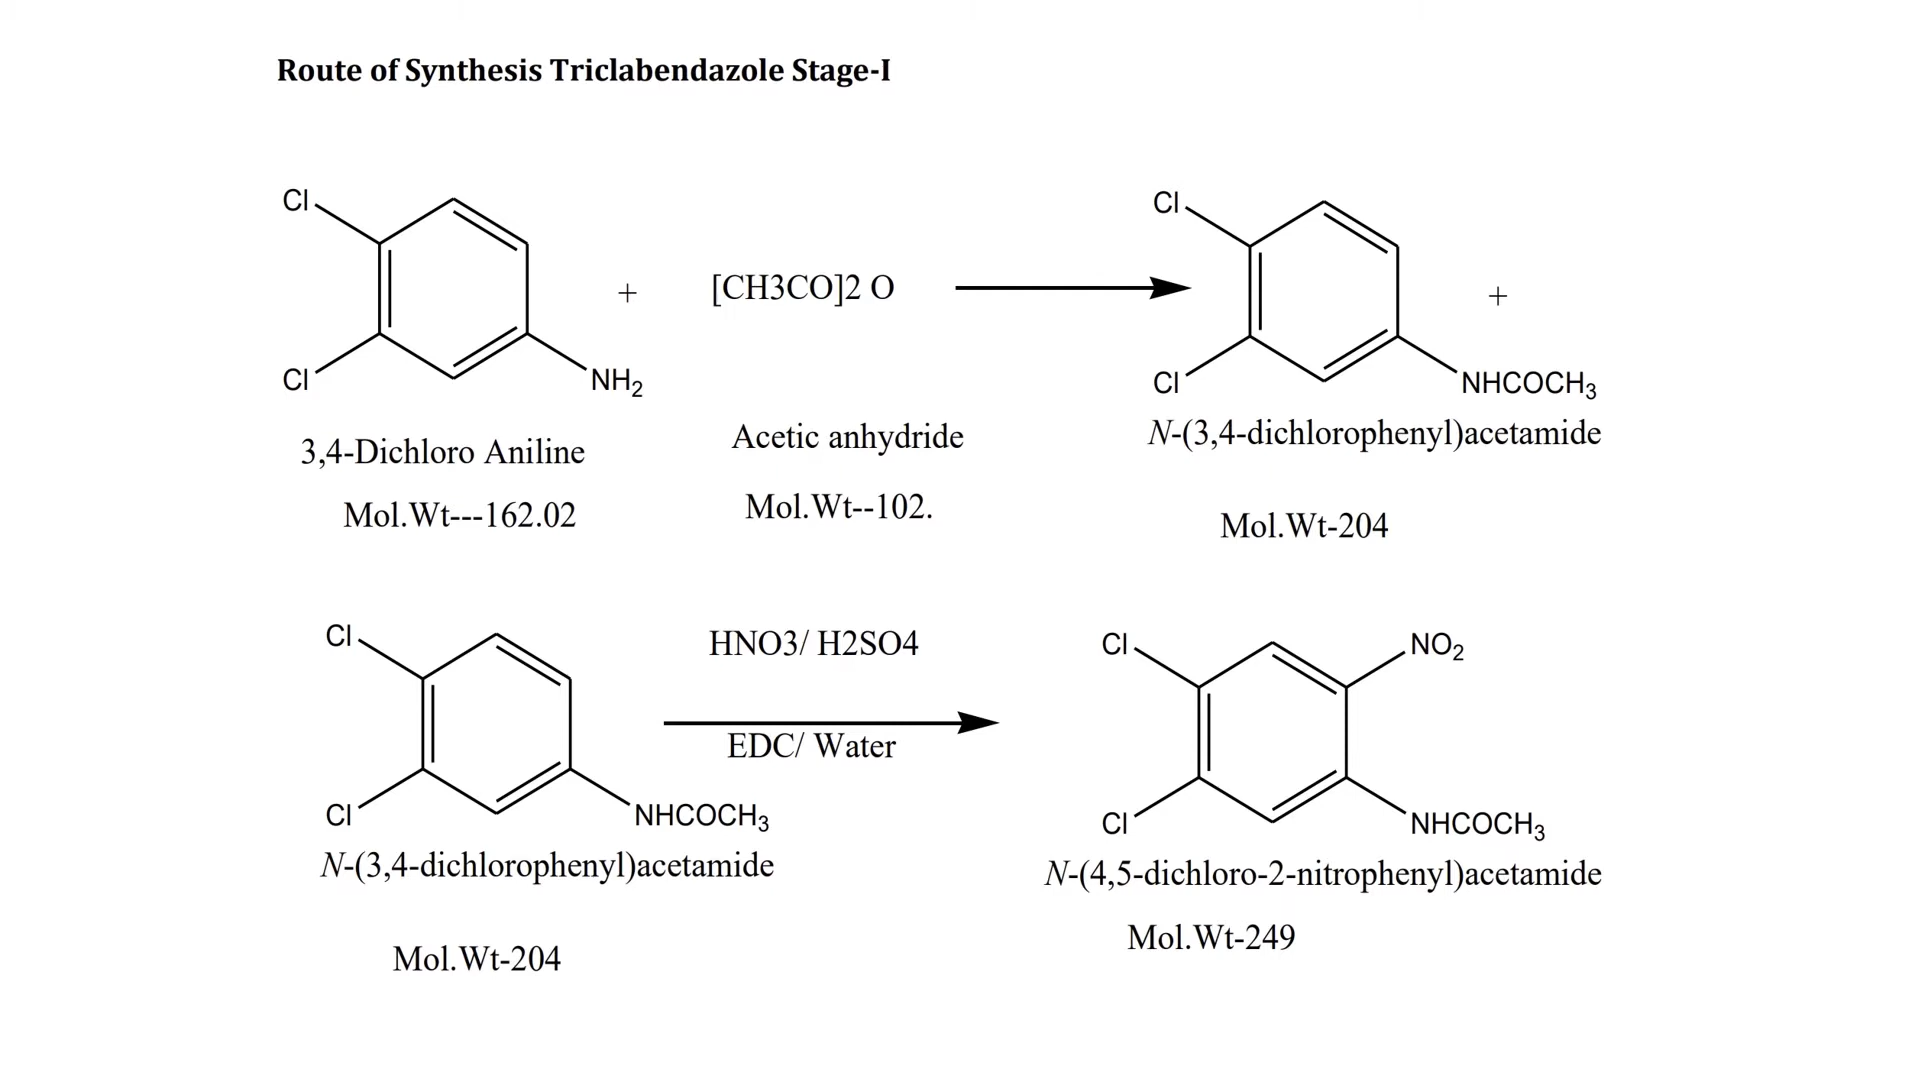 Route of Synthesis Triclabendazole Stage-I
Cl
Cl
NH2
+
[CH3CO]2 O
Cl
Cl
NHCOCH3
+
3,4-Dichloro Aniline
Mol.Wt---162.02
Acetic anhydride
Mol.Wt--102.
N-(3,4-dichlorophenyl)acetamide
Mol.Wt-204
Cl
Cl
NHCOCH3
N-(3,4-dichlorophenyl)acetamide
Mol.Wt-204
HNO3/ H2SO4
EDC/ Water
Cl
NO2
Cl
NHCOCH3
N-(4,5-dichloro-2-nitrophenyl)acetamide
Mol.Wt-249